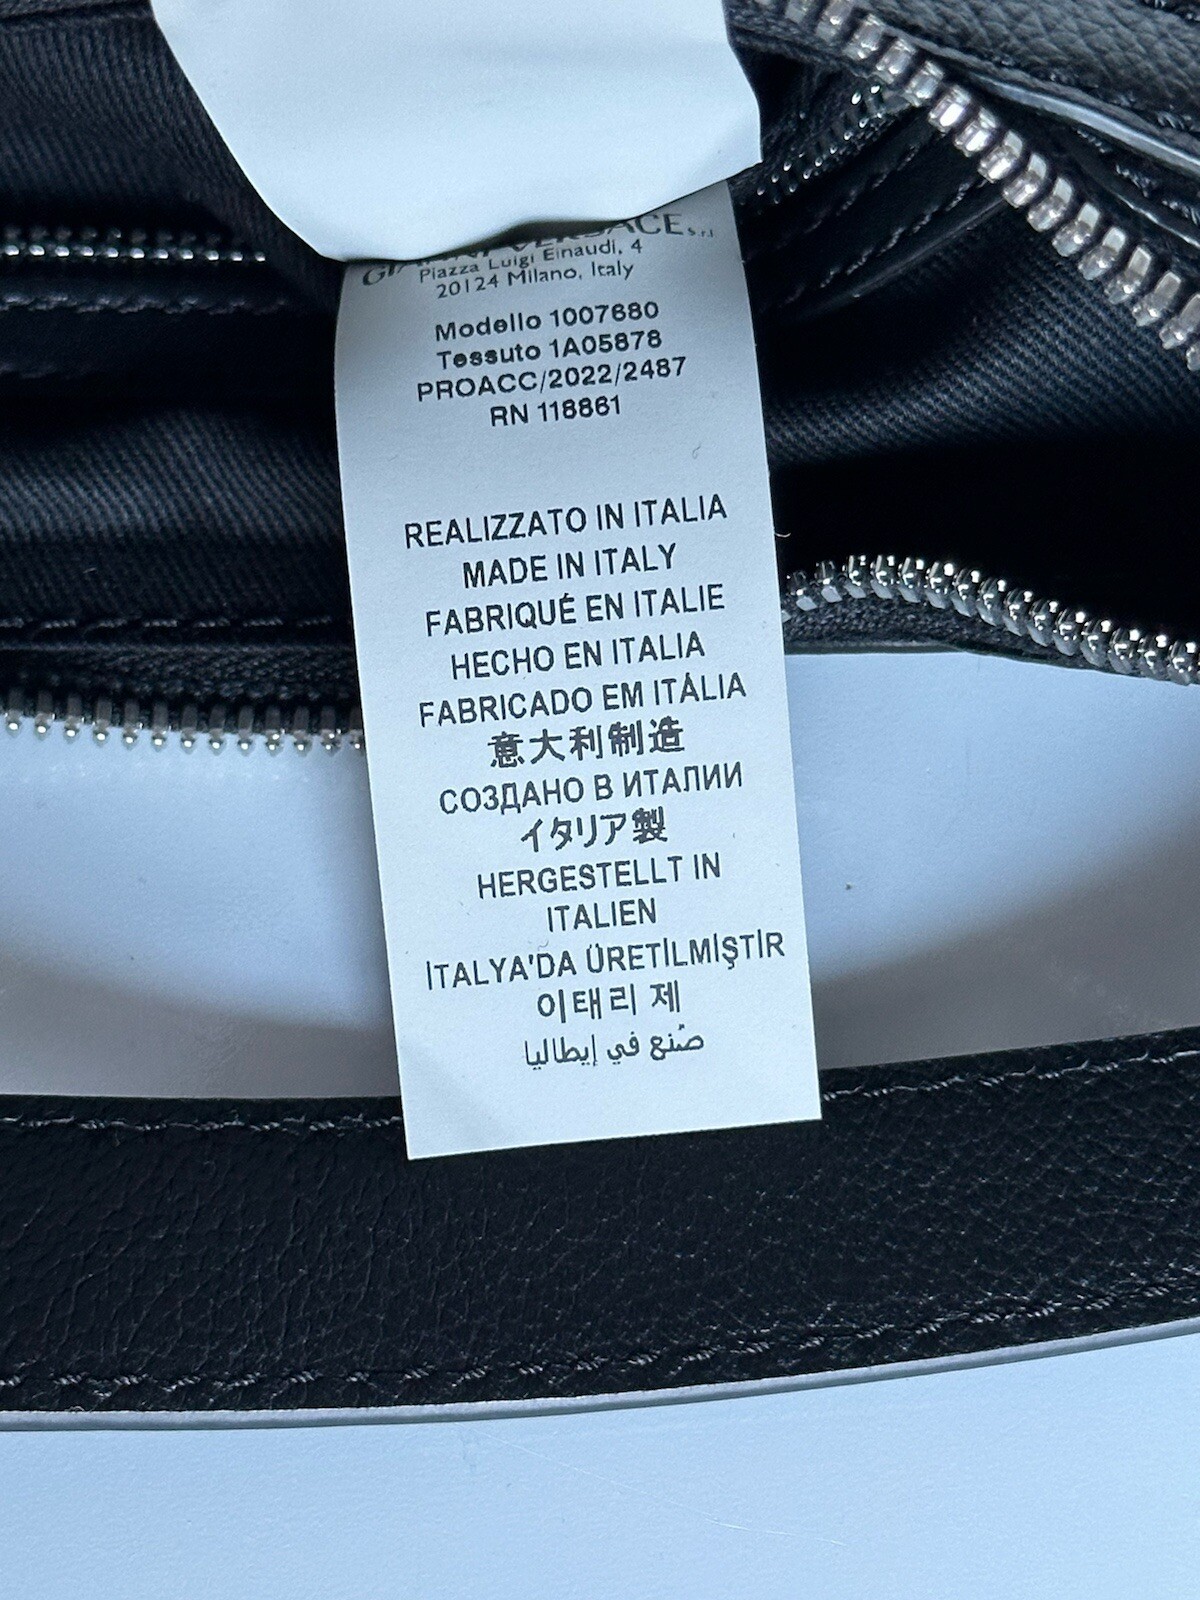 GIANNI VERSACE S.r.l
Piazza Luigi Einaudi, 4
20124 Milano, Italy
Modello 1007680
Tessuto 1A05878
PROACC/2022/2487
RN 118861
REALIZZATO IN ITALIA
MADE IN ITALY
FABRIQUÉ EN ITALIE
HECHO EN ITALIA
FABRICADO EM ITÁLIA
意大利制造
СОЗДАНО В ИТАЛИИ
イタリア製
HERGESTELLT IN
ITALIEN
İTALYA'DA ÜRETİLMİŞTİR
이태리 제
صُنع في إيطاليا